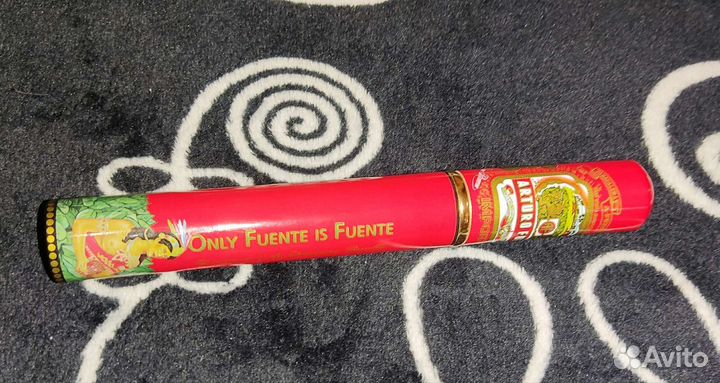 ONLY FUENTE IS FUENTE
ARTURO F
Avito